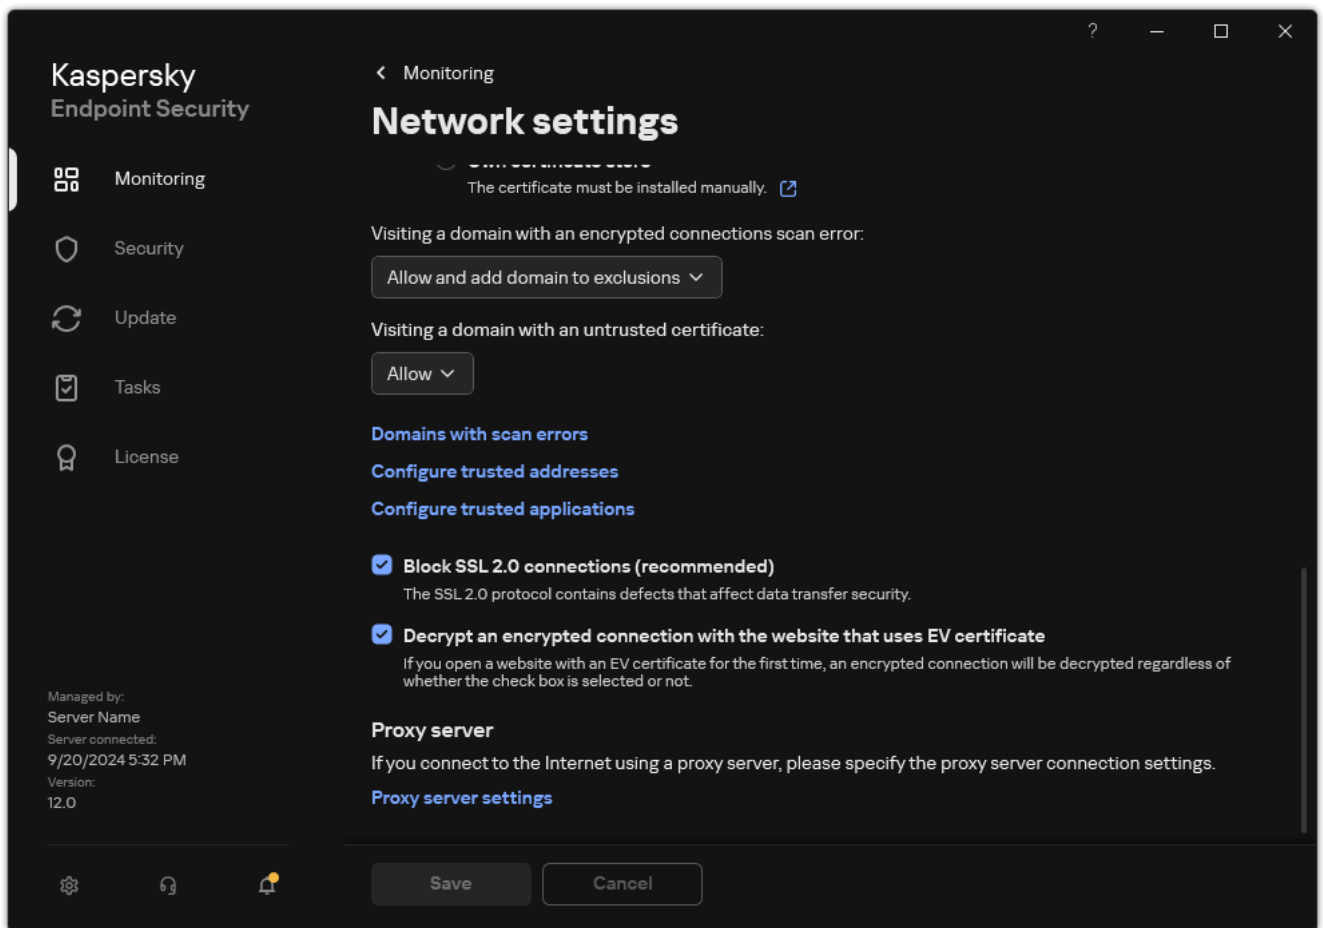 ?
Kaspersky
Endpoint Security
Monitoring
Security
Update
Tasks
License
Managed by:
Server Name
Server connected:
9/20/2024 5:32 PM
Version:
12.0
Monitoring
Network settings
Own certificate store
The certificate must be installed manually.
Visiting a domain with an encrypted connections scan error:
Allow and add domain to exclusions
Visiting a domain with an untrusted certificate:
Allow
Domains with scan errors
Configure trusted addresses
Configure trusted applications
Block SSL 2.0 connections (recommended)
The SSL 2.0 protocol contains defects that affect data transfer security.
Decrypt an encrypted connection with the website that uses EV certificate
If you open a website with an EV certificate for the first time, an encrypted connection will be decrypted regardless of
whether the check box is selected or not.
Proxy server
If you connect to the Internet using a proxy server, please specify the proxy server connection settings.
Proxy server settings
Save
Cancel